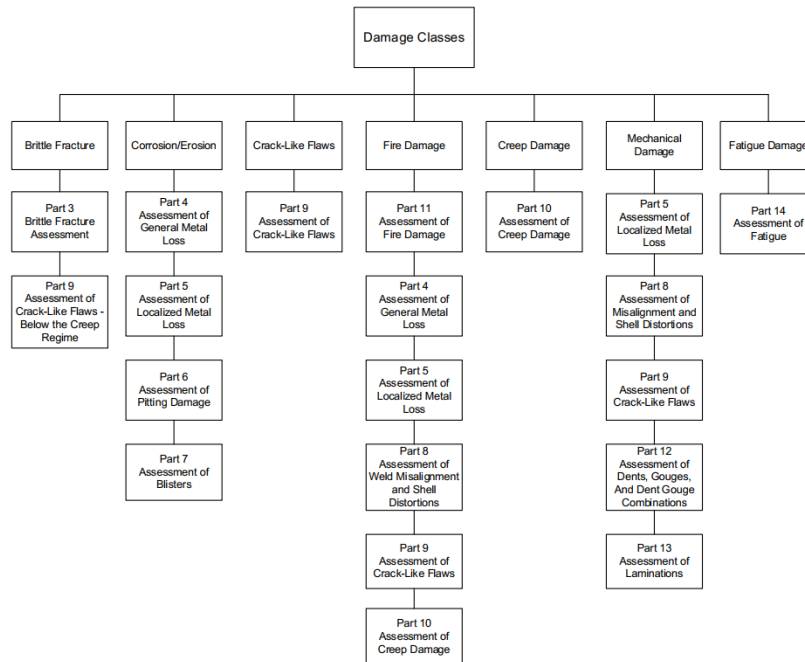 Damage Classes
Brittle Fracture
Corrosion/Erosion
Crack-Like Flaws
Fire Damage
Creep Damage
Mechanical
Damage
Fatigue Damage
Part 3
Brittle Fracture
Assessment
Part 9
Assessment of
Crack-Like Flaws -
Below the Creep
Regime
Part 4
Assessment of
General Metal
Loss
Part 5
Assessment of
Localized Metal
Loss
Part 6
Assessment of
Pitting Damage
Part 7
Assessment of
Blisters
Part 9
Assessment of
Crack-Like Flaws
Part 11
Assessment of
Fire Damage
Part 4
Assessment of
General Metal
Loss
Part 5
Assessment of
Localized Metal
Loss
Part 8
Assessment of
Weld Misalignment
and Shell
Distortions
Part 9
Assessment of
Crack-Like Flaws
Part 10
Assessment of
Creep Damage
Part 10
Assessment of
Creep Damage
Part 5
Assessment of
Localized Metal
Loss
Part 8
Assessment of
Misalignment and
Shell Distortions
Part 9
Assessment of
Crack-Like Flaws
Part 12
Assessment of
Dents, Gouges,
And Dent Gouge
Combinations
Part 13
Assessment of
Laminations
Part 14
Assessment of
Fatigue